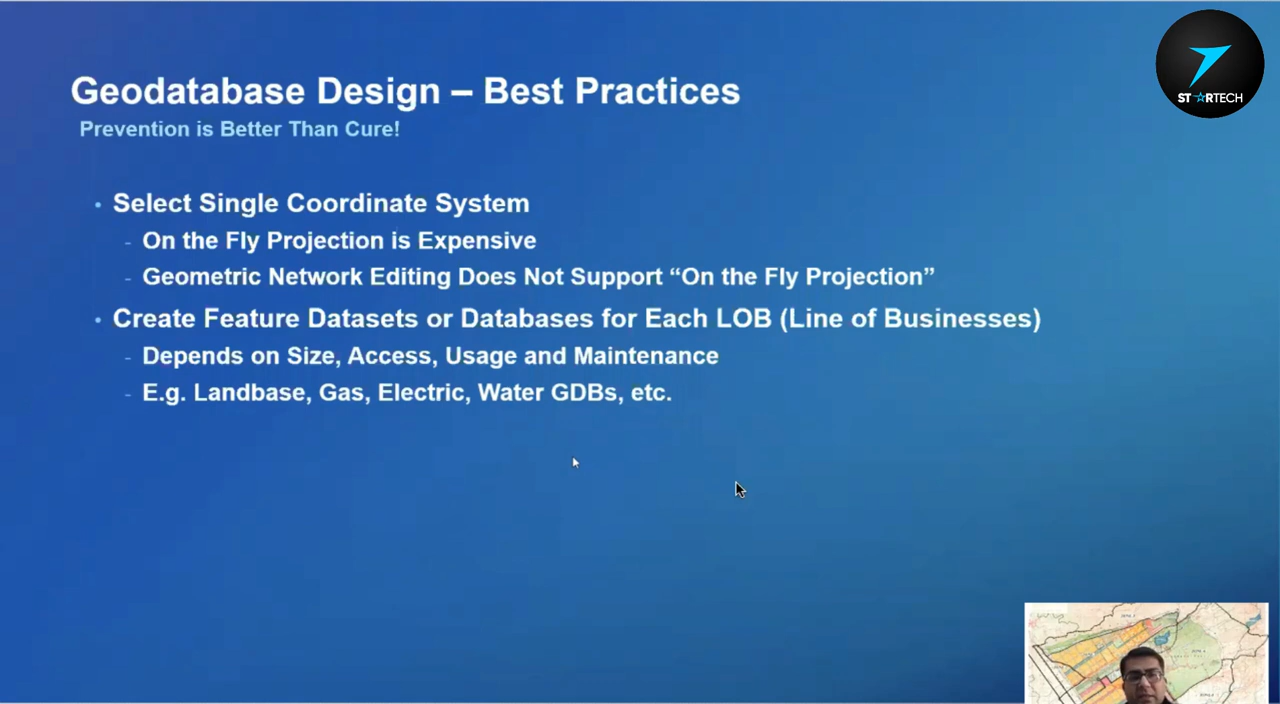 Geodatabase Design – Best Practices
Prevention is Better Than Cure!
• Select Single Coordinate System
- On the Fly Projection is Expensive
- Geometric Network Editing Does Not Support “On the Fly Projection”
• Create Feature Datasets or Databases for Each LOB (Line of Businesses)
- Depends on Size, Access, Usage and Maintenance
- E.g. Landbase, Gas, Electric, Water GDBs, etc.
ST☆RTECH